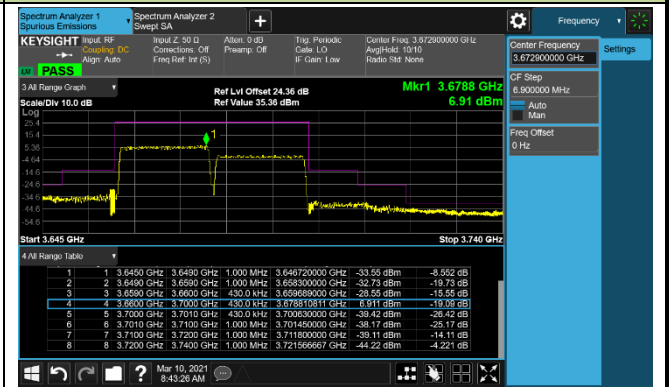 Spectrum Analyzer 1
Spurious Emissions
Spectrum Analyzer 2
Swept SA
Frequency
KEYSIGHT
Input: RF
Coupling: DC
Align: Auto
Input Z: 50 Ω
Corrections: Off
Freq Ref: Int (S)
Atten: 0 dB
Preamp: Off
Trig: Periodic
Gate: LO
IF Gain: Low
Center Freq: 3.672900000 GHz
Avg|Hold: 10/10
Radio Std: None
PASS
Center Frequency
3.672900000 GHz
Settings
CF Step
6.900000 MHz
Auto
Man
Freq Offset
0 Hz
3 All Range Graph
Scale/Div 10.0 dB
Ref Lvl Offset 24.36 dB
Ref Value 35.36 dBm
Mkr1 3.6788 GHz
6.91 dBm
Log
25.4
15.4
5.36
-4.64
-14.6
-24.6
-34.6
-44.6
-54.6
1
Start 3.645 GHz
Stop 3.740 GHz
4 All Range Table
1 1 3.6450 GHz 3.6490 GHz 1.000 MHz 3.646720000 GHz -33.55 dBm -8.552 dB
2 2 3.6490 GHz 3.6590 GHz 1.000 MHz 3.658300000 GHz -32.73 dBm -19.73 dB
3 3 3.6590 GHz 3.6600 GHz 430.0 kHz 3.659689000 GHz -28.55 dBm -15.55 dB
4 4 3.6600 GHz 3.7000 GHz 430.0 kHz 3.678810811 GHz 6.911 dBm -19.09 dB
5 5 3.7000 GHz 3.7010 GHz 430.0 kHz 3.700630000 GHz -39.42 dBm -26.42 dB
6 6 3.7010 GHz 3.7100 GHz 1.000 MHz 3.701450000 GHz -38.17 dBm -25.17 dB
7 7 3.7100 GHz 3.7200 GHz 1.000 MHz 3.711800000 GHz -39.11 dBm -14.11 dB
8 8 3.7200 GHz 3.7400 GHz 1.000 MHz 3.721566667 GHz -44.22 dBm -4.221 dB
Mar 10, 2021
8:43:26 AM